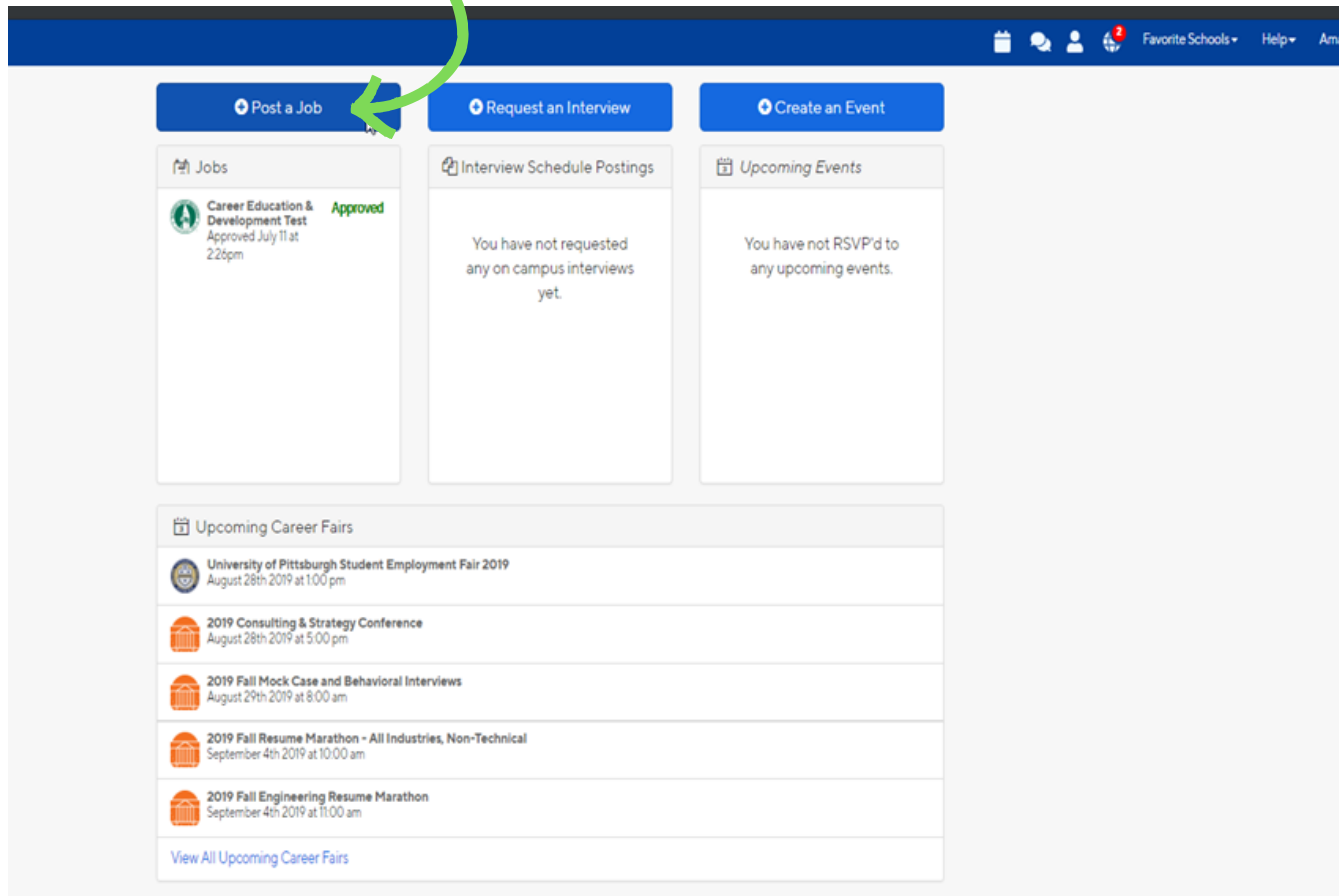 2
Favorite Schools
Help
Ama
Post a Job
Request an Interview
Create an Event
Jobs
Career Education &
Development Test
Approved
Approved July 11 at
2:26pm
Interview Schedule Postings
You have not requested
any on campus interviews
yet.
Upcoming Events
You have not RSVP'd to
any upcoming events.
Upcoming Career Fairs
University of Pittsburgh Student Employment Fair 2019
August 28th 2019 at 1:00 pm
2019 Consulting & Strategy Conference
August 28th 2019 at 5:00 pm
2019 Fall Mock Case and Behavioral Interviews
August 29th 2019 at 8:00 am
2019 Fall Resume Marathon - All Industries, Non-Technical
September 4th 2019 at 10:00 am
2019 Fall Engineering Resume Marathon
September 4th 2019 at 11:00 am
View All Upcoming Career Fairs